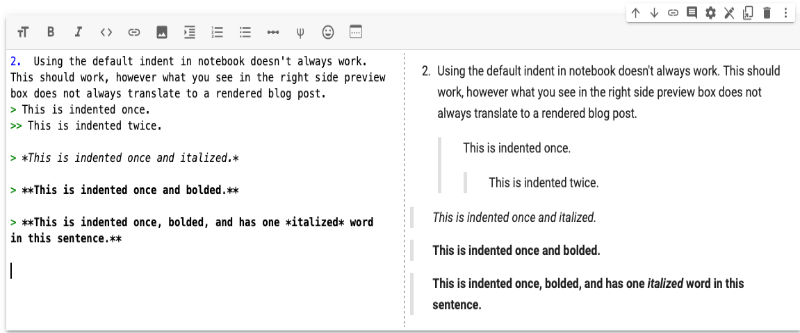 2.  Using the default indent in notebook doesn't always work.
This should work, however what you see in the right side preview
box does not always translate to a rendered blog post.
> This is indented once.
>> This is indented twice.
> *This is indented once and italized.*
> **This is indented once and bolded.**
> **This is indented once, bolded, and has one *italized* word
in this sentence.**
2. Using the default indent in notebook doesn't always work. This should
work, however what you see in the right side preview box does not
always translate to a rendered blog post.
This is indented once.
This is indented twice.
This is indented once and italized.
This is indented once and bolded.
This is indented once, bolded, and has one italized word in this
sentence.